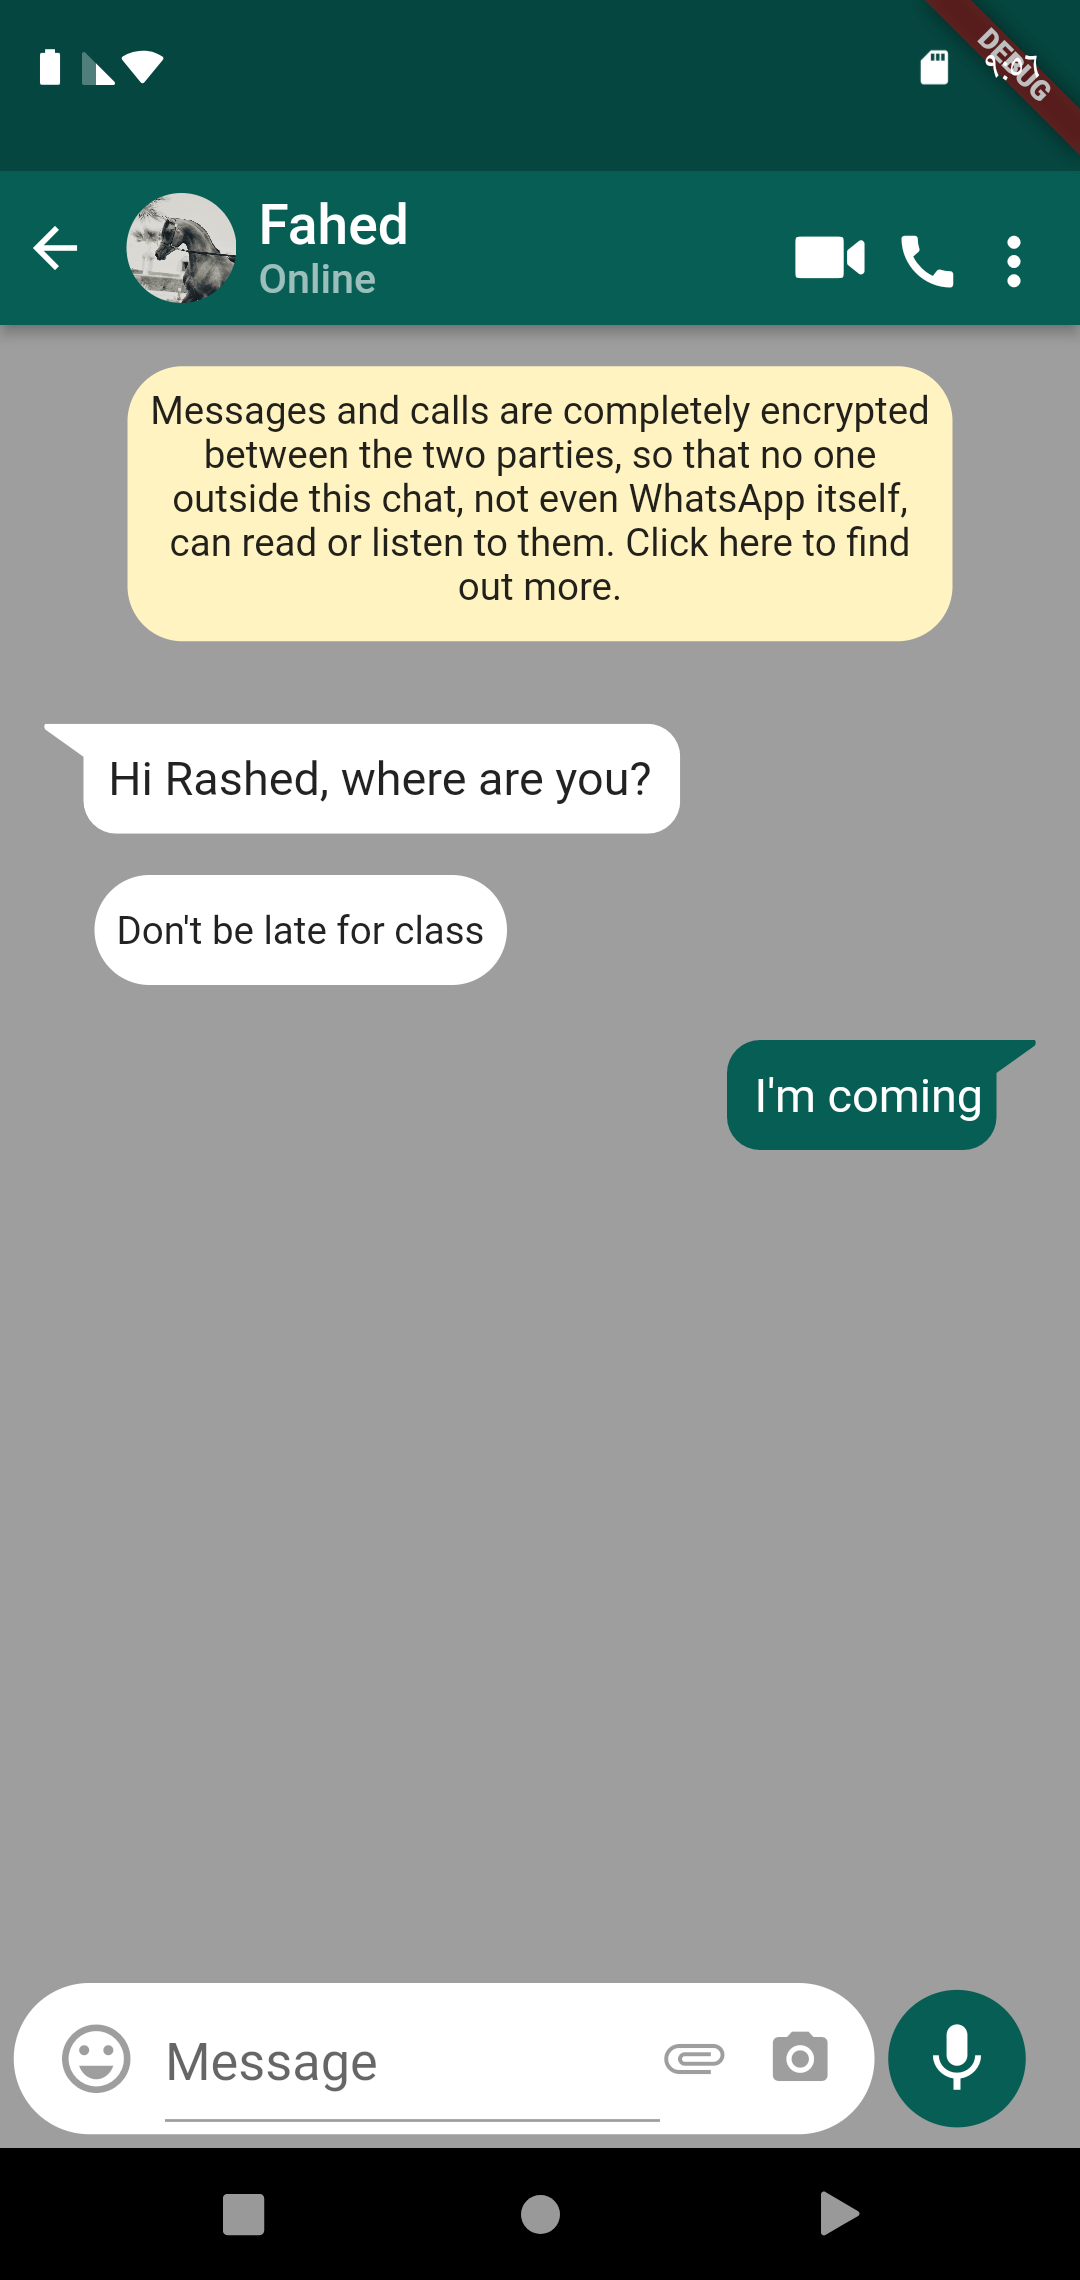 DEBUG
Fahed
Online
Messages and calls are completely encrypted
between the two parties, so that no one
outside this chat, not even WhatsApp itself,
can read or listen to them. Click here to find
out more.
Hi Rashed, where are you?
Don't be late for class
I'm coming
Message